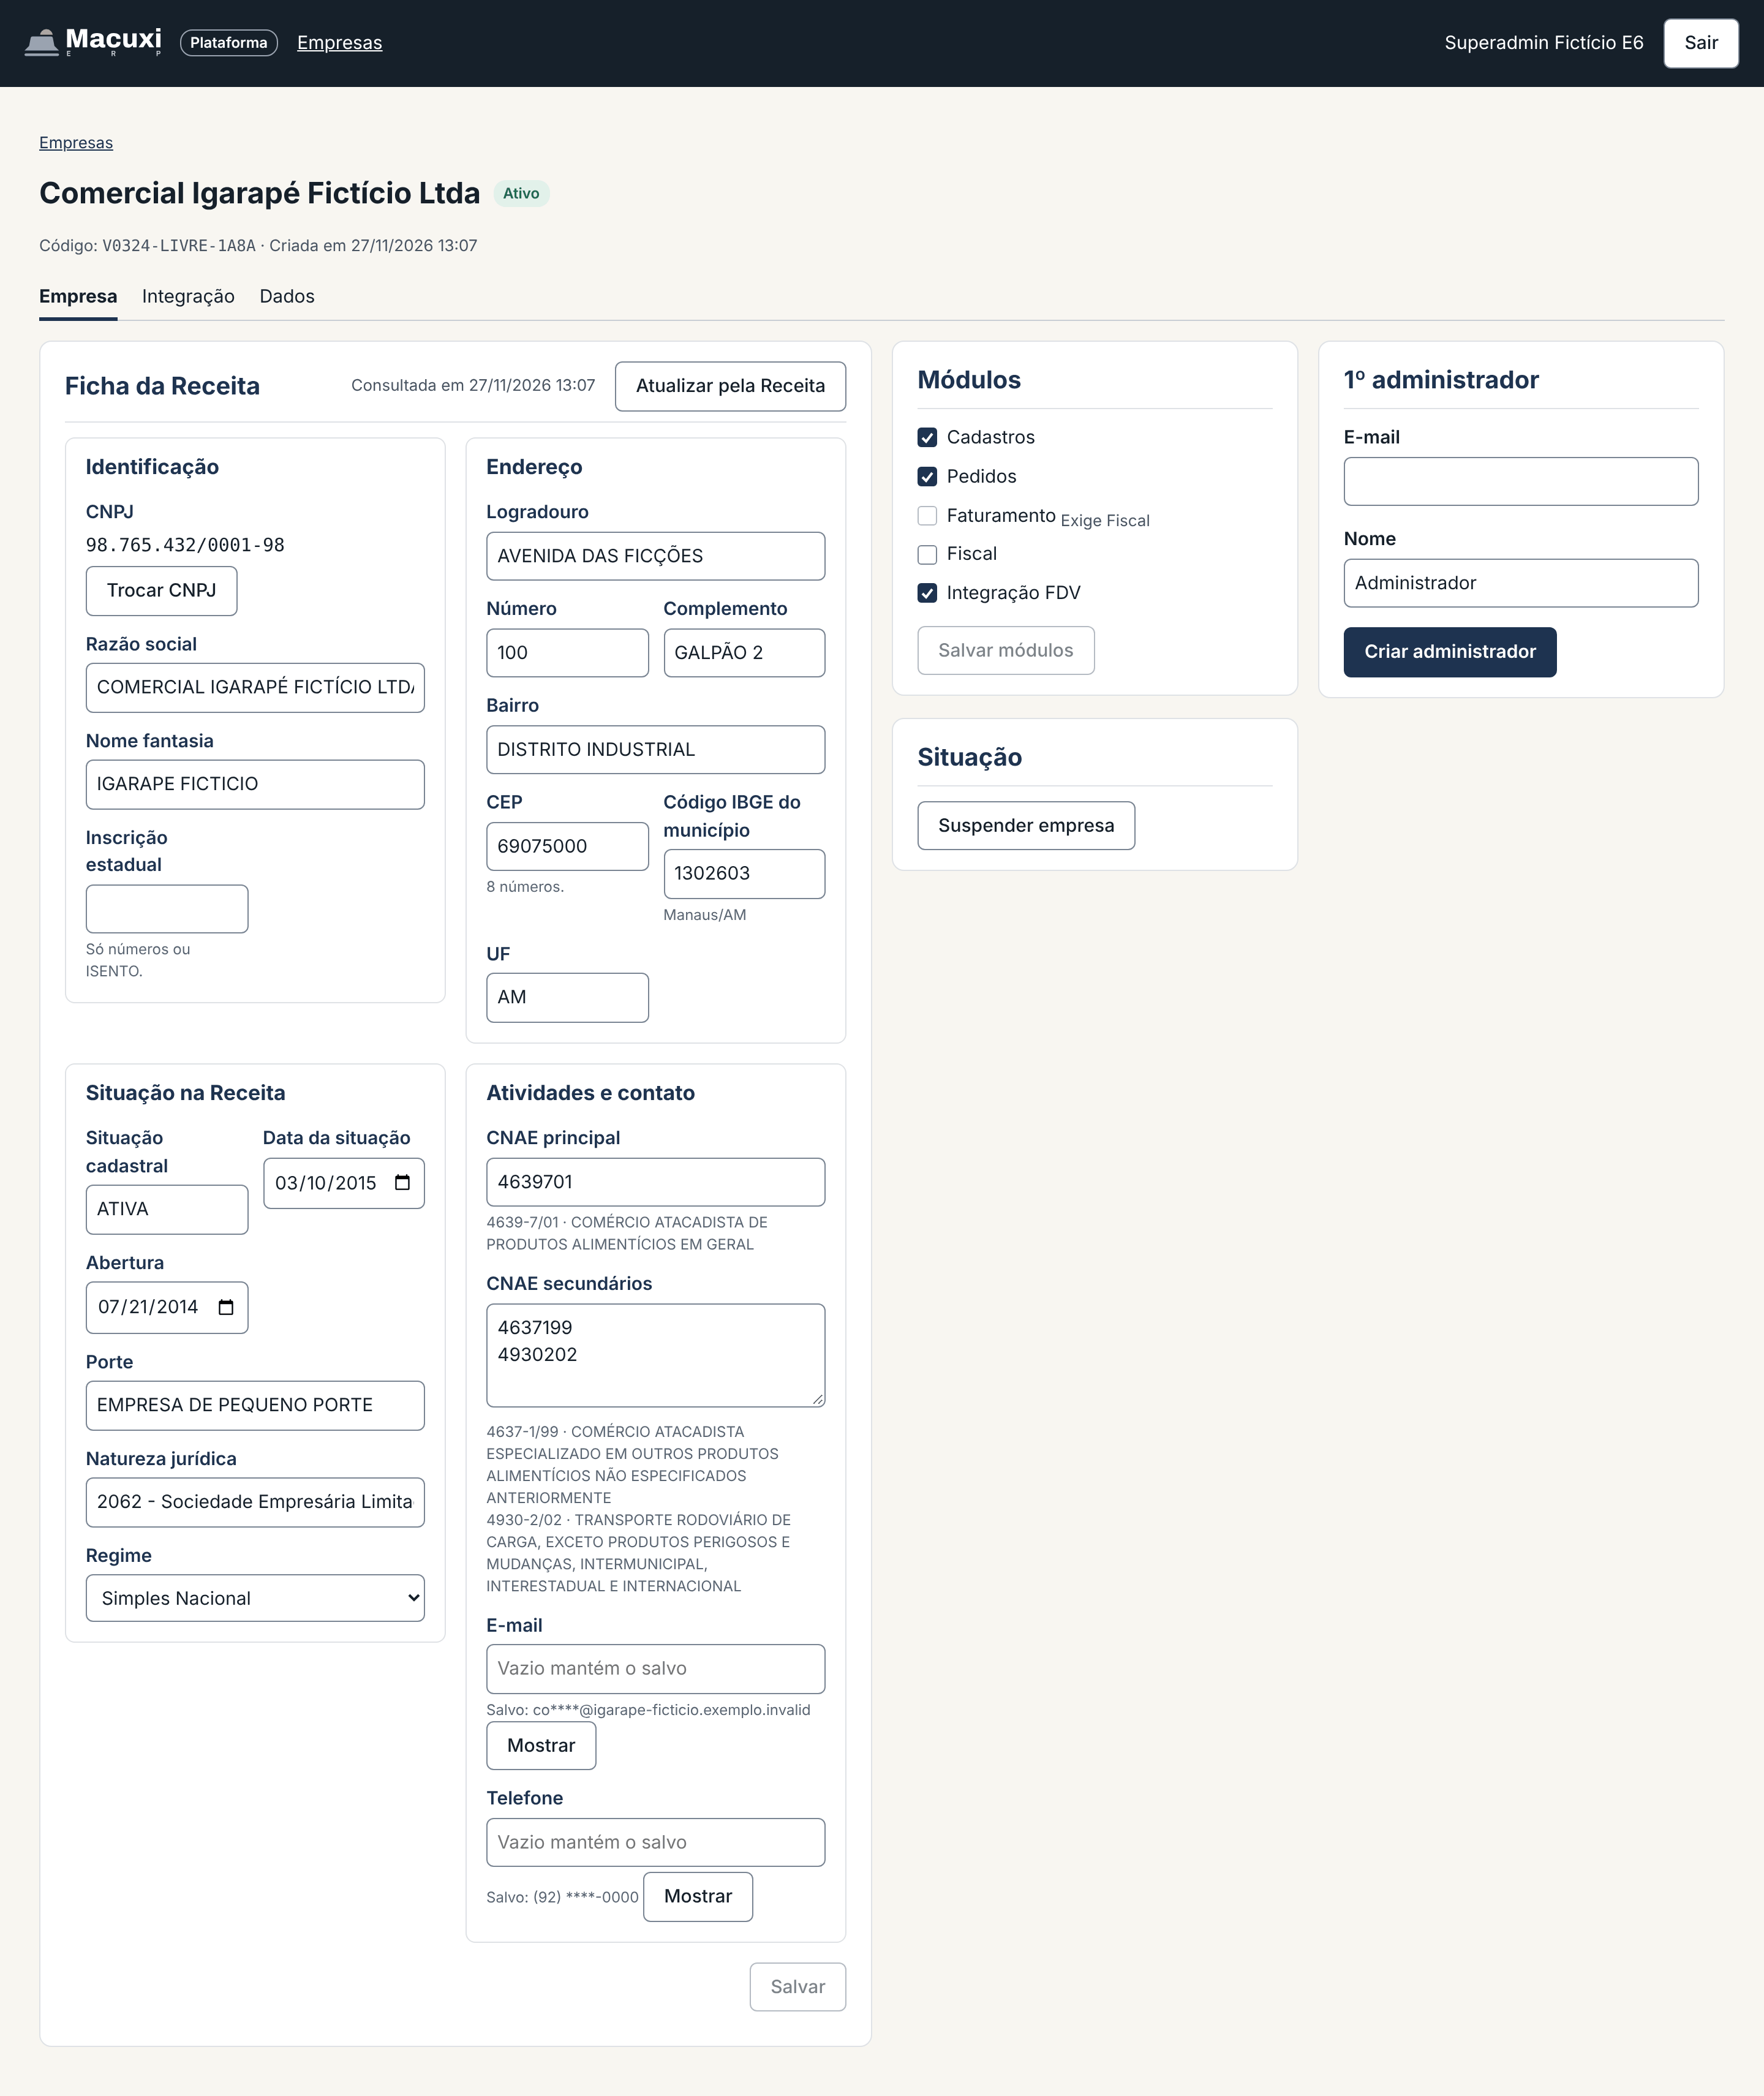 Macuxi
E R P
Plataforma
Empresas
Superadmin Fictício E6
Sair
Empresas
Comercial Igarapé Fictício Ltda
Ativo
Código: V0324-LIVRE-1A8A · Criada em 27/11/2026 13:07
Empresa
Integração
Dados
Ficha da Receita
Consultada em 27/11/2026 13:07
Atualizar pela Receita
Identificação
CNPJ
98.765.432/0001-98
Trocar CNPJ
Razão social
COMERCIAL IGARAPÉ FICTÍCIO LTDA
Nome fantasia
IGARAPE FICTICIO
Inscrição
estadual
Só números ou
ISENTO.
Endereço
Logradouro
AVENIDA DAS FICÇÕES
Número
Complemento
100
GALPÃO 2
Bairro
DISTRITO INDUSTRIAL
CEP
Código IBGE do
município
69075000
1302603
8 números.
Manaus/AM
UF
AM
Situação na Receita
Situação
cadastral
Data da situação
ATIVA
03/10/2015
Abertura
07/21/2014
Porte
EMPRESA DE PEQUENO PORTE
Natureza jurídica
2062 - Sociedade Empresária Limita
Regime
Simples Nacional
Atividades e contato
CNAE principal
4639701
4639-7/01 · COMÉRCIO ATACADISTA DE
PRODUTOS ALIMENTÍCIOS EM GERAL
CNAE secundários
4637199
4930202
4637-1/99 · COMÉRCIO ATACADISTA
ESPECIALIZADO EM OUTROS PRODUTOS
ALIMENTÍCIOS NÃO ESPECIFICADOS
ANTERIORMENTE
4930-2/02 · TRANSPORTE RODOVIÁRIO DE
CARGA, EXCETO PRODUTOS PERIGOSOS E
MUDANÇAS, INTERMUNICIPAL,
INTERESTADUAL E INTERNACIONAL
E-mail
Vazio mantém o salvo
Salvo: co****@igarape-ficticio.exemplo.invalid
Mostrar
Telefone
Vazio mantém o salvo
Salvo: (92) ****-0000
Mostrar
Salvar
Módulos
Cadastros
Pedidos
Faturamento Exige Fiscal
Fiscal
Integração FDV
Salvar módulos
Situação
Suspender empresa
1º administrador
E-mail
Nome
Administrador
Criar administrador